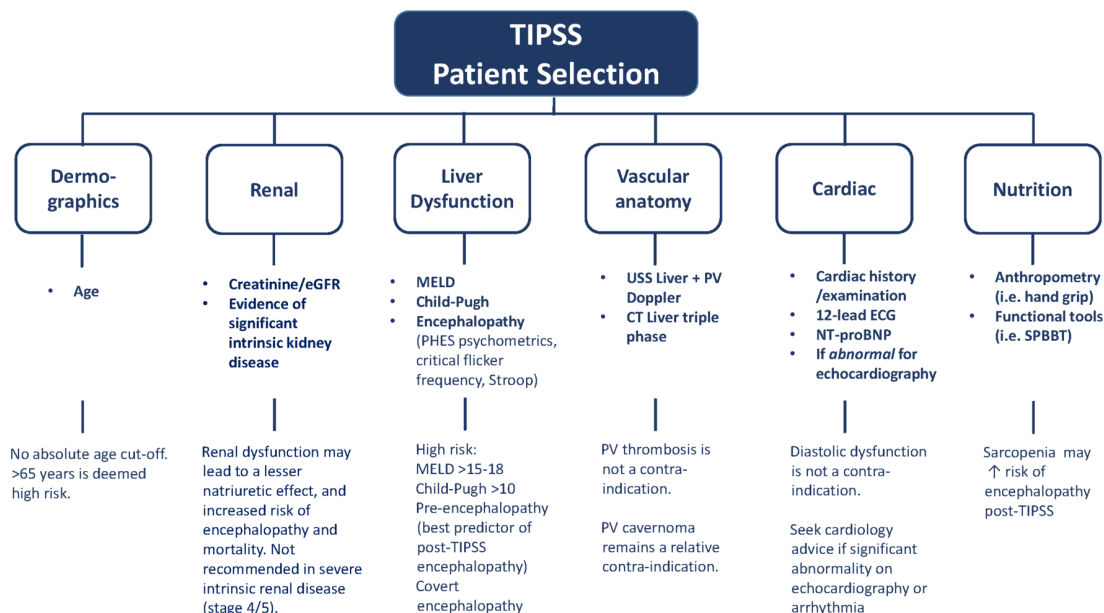 TIPSS
Patient Selection
Dermo-
graphics
• Age
No absolute age cut-off.
>65 years is deemed
high risk.
Renal
• Creatinine/eGFR
• Evidence of
significant
intrinsic kidney
disease
Renal dysfunction may
lead to a lesser
natriuretic effect, and
increased risk of
encephalopathy and
mortality. Not
recommended in severe
intrinsic renal disease
(stage 4/5).
Liver
Dysfunction
• MELD
• Child-Pugh
• Encephalopathy
(PHES psychometrics,
critical flicker
frequency, Stroop)
High risk:
MELD >15-18
Child-Pugh >10
Pre-encephalopathy
(best predictor of
post-TIPSS
encephalopathy)
Covert
encephalopathy
Vascular
anatomy
• USS Liver + PV
Doppler
• CT Liver triple
phase
PV thrombosis is
not a contra-
indication.
PV cavernoma
remains a relative
contra-indication.
Cardiac
• Cardiac history
/examination
• 12-lead ECG
• NT-proBNP
• If abnormal for
echocardiography
Diastolic dysfunction
is not a contra-
indication.
Seek cardiology
advice if significant
abnormality on
echocardiography or
arrhythmia
Nutrition
• Anthropometry
(i.e. hand grip)
• Functional tools
(i.e. SPBBT)
Sarcopenia may
↑ risk of
encephalopathy
post-TIPSS